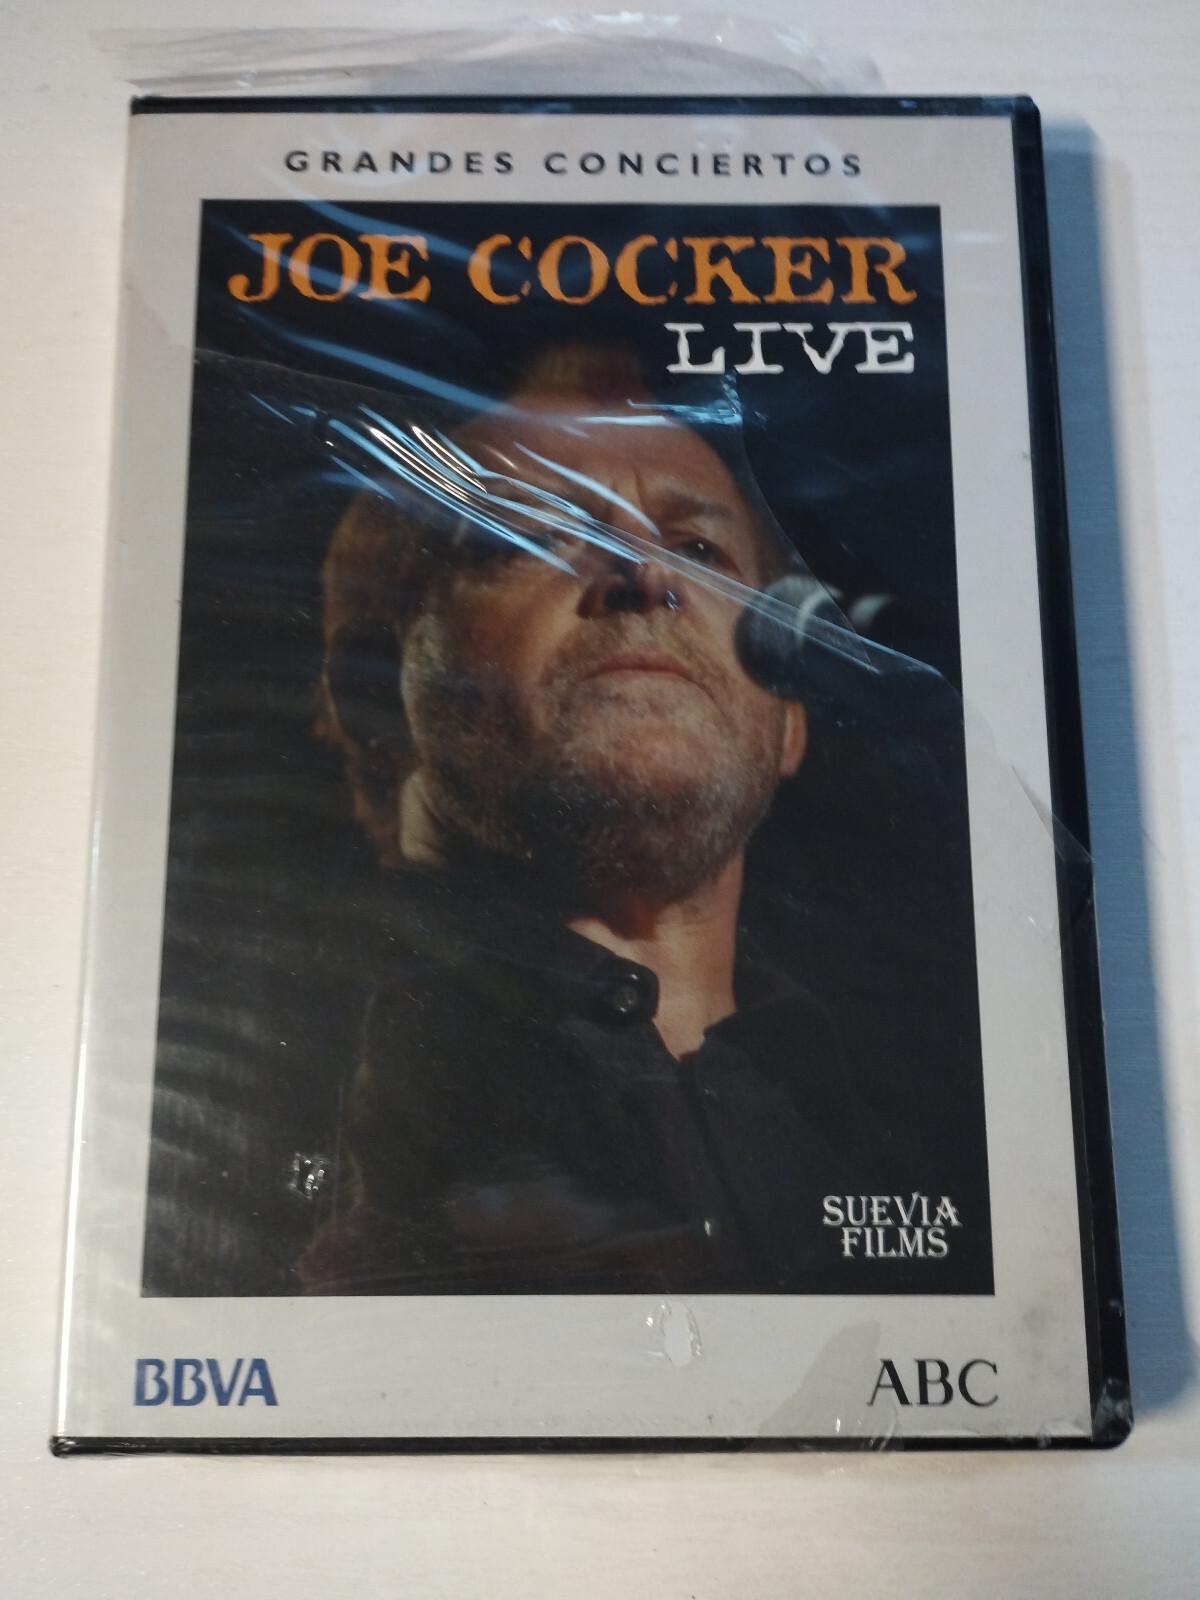 GRANDES CONCIERTOS
JOE COCKER
LIVE
SUEVIA
FILMS
BBVA
ABC